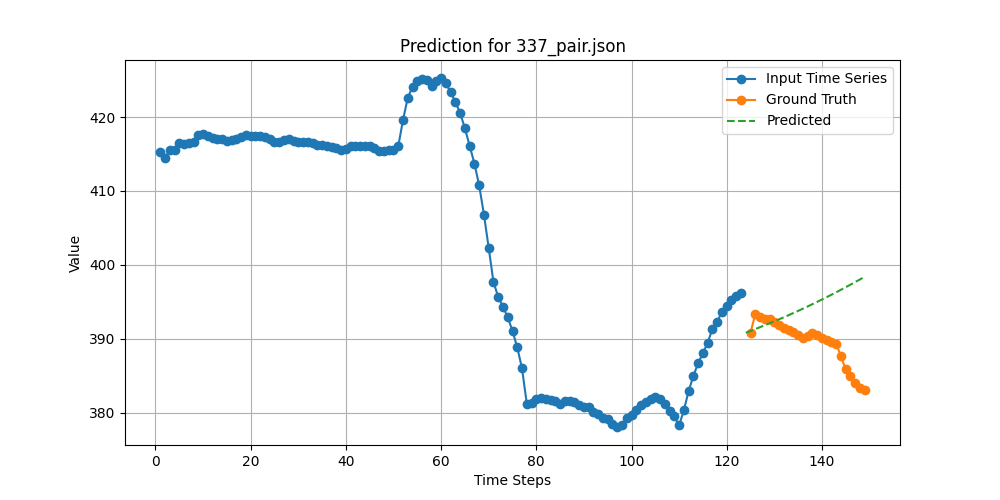 Prediction for 337_pair.json
Input Time Series
Ground Truth
Predicted
Value
420
410
400
390
380
0 20 40 60 80 100 120 140
Time Steps